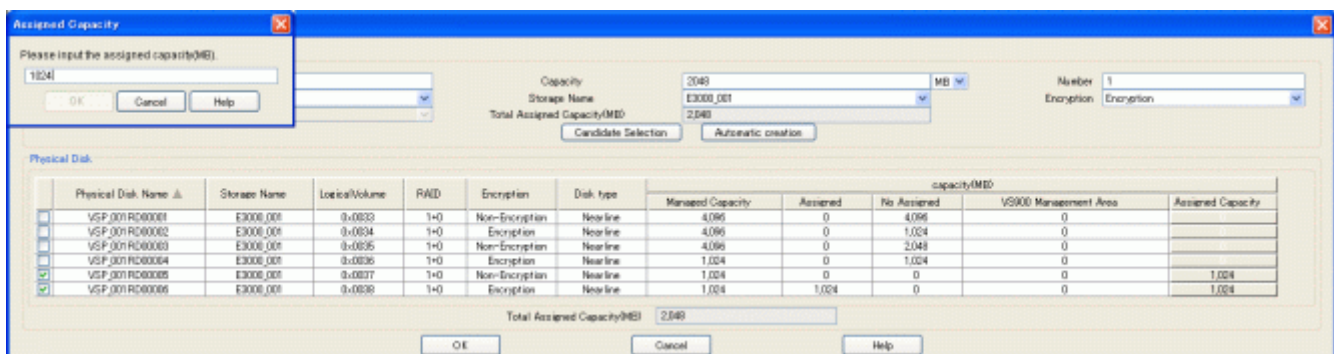 Assigned Capacity
Please input the assigned capacity(MB).
1024
OK Cancel Help
Capacity 2048 MB Number 1
Storage Name E3000_001 Encryption Encryption
Total Assigned Capacity(MB) 2,048
Candidate Selection Automatic creation
Physical Disk
capacity(MB)
Physical Disk Name Storage Name LogicalVolume RAID Encryption Disk type Managed Capacity Assigned No Assigned VS900 Management Area Assigned Capacity
VSP_001RD00001 E3000_001 0x0033 1+0 Non-Encryption Nearline 4,096 0 4,096 0
VSP_001RD00002 E3000_001 0x0034 1+0 Encryption Nearline 4,096 0 1,024 0
VSP_001RD00003 E3000_001 0x0035 1+0 Non-Encryption Nearline 4,096 0 2,048 0
VSP_001RD00004 E3000_001 0x0036 1+0 Encryption Nearline 1,024 0 1,024 0
VSP_001RD00005 E3000_001 0x0037 1+0 Non-Encryption Nearline 1,024 0 0 0 1,024
VSP_001RD00006 E3000_001 0x0038 1+0 Encryption Nearline 1,024 1,024 0 0 1,024
Total Assigned Capacity(MB) 2,048
OK Cancel Help